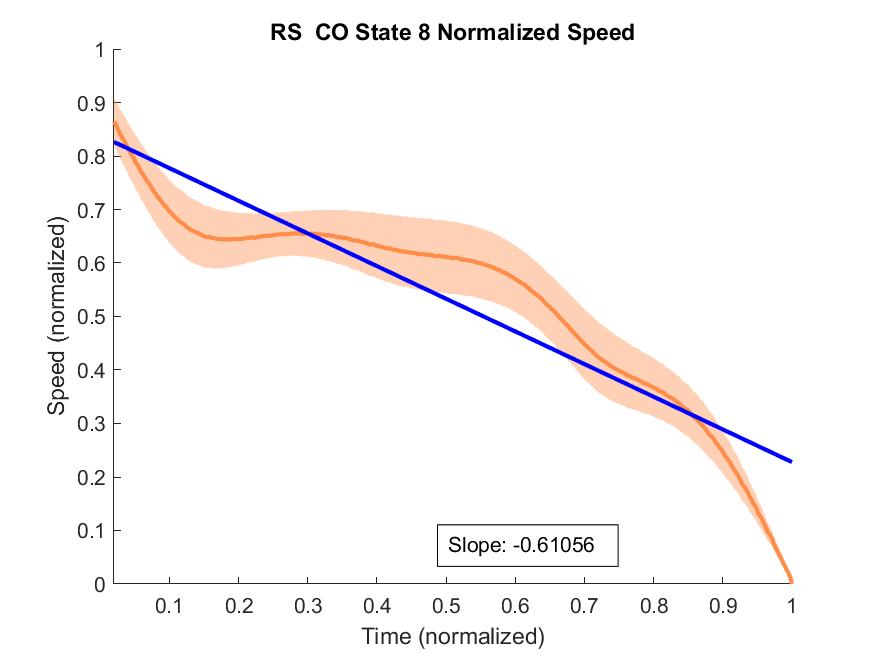 RS  CO State 8 Normalized Speed
1
0.9
0.8
0.7
0.6
0.5
0.4
0.3
0.2
0.1
0
Speed (normalized)
Slope: -0.61056
0.1 0.2 0.3 0.4 0.5 0.6 0.7 0.8 0.9 1
Time (normalized)